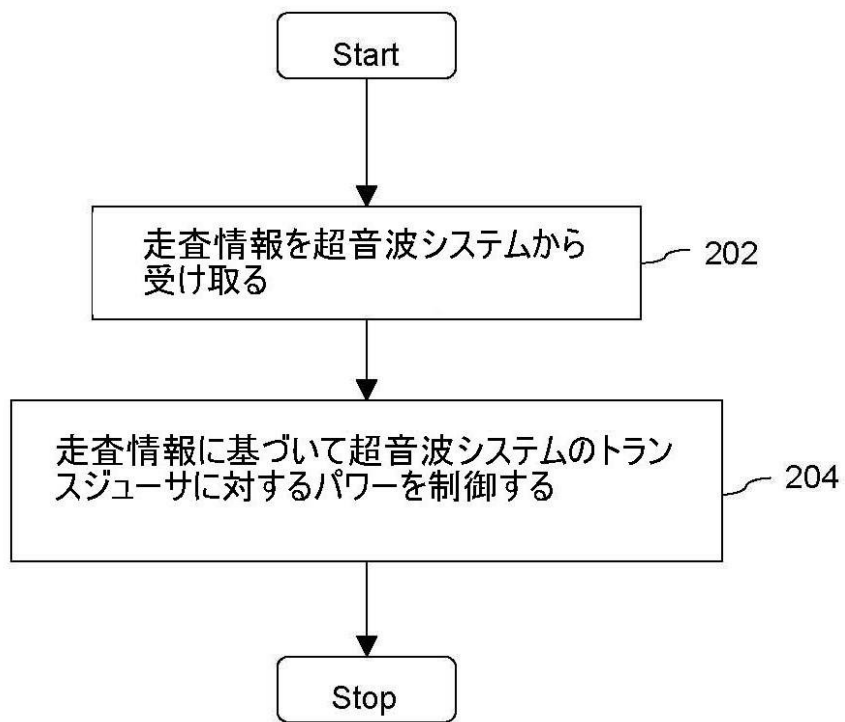 Start
走査情報を超音波システムから
受け取る
202
走査情報に基づいて超音波システムのトラン
スジューサに対するパワーを制御する
204
Stop